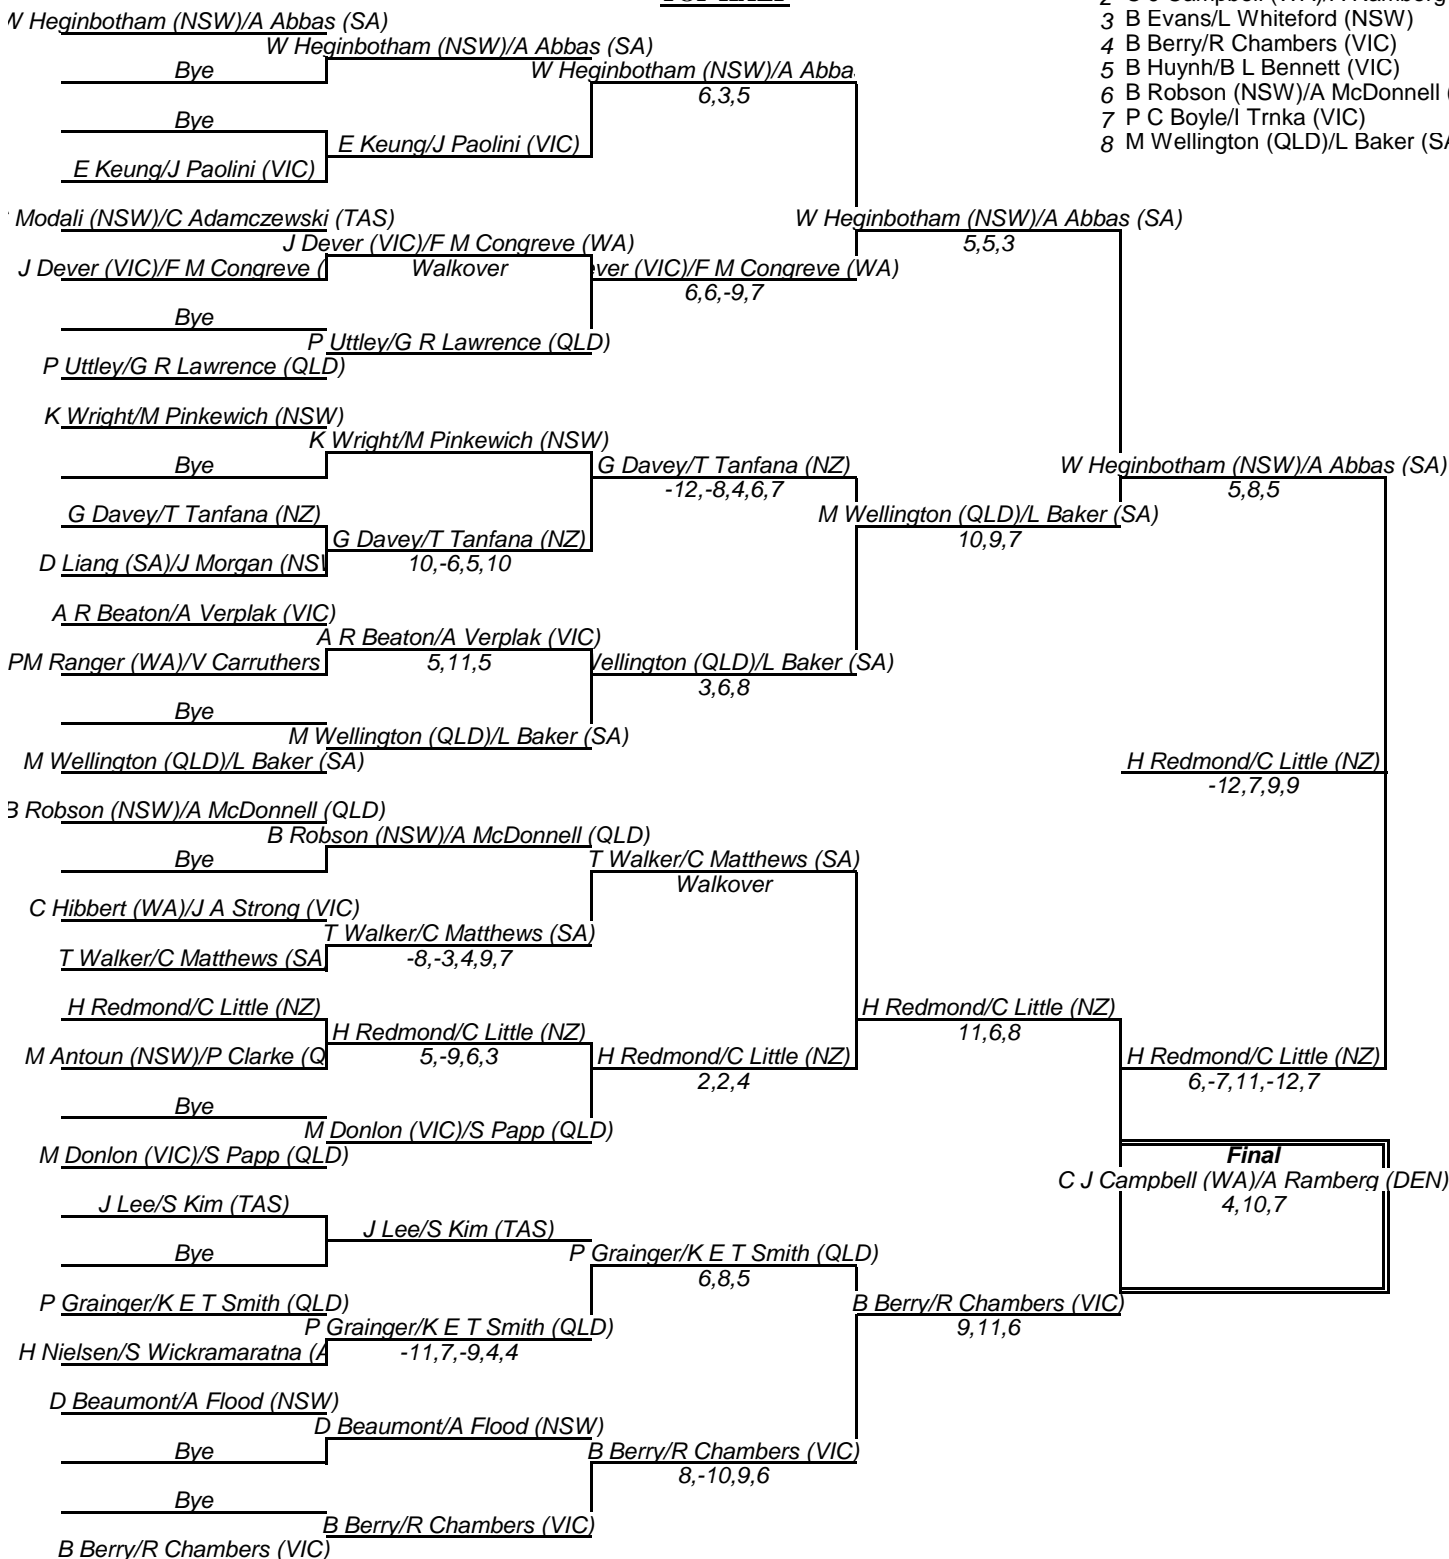 W Heginbotham (NSW)/A Abbas (SA)
W Heginbotham (NSW)/A Abbas (SA)
Bye
W Heginbotham (NSW)/A Abba
6,3,5
Bye
E Keung/J Paolini (VIC)
E Keung/J Paolini (VIC)
3 B Evans/L Whiteford (NSW)
4 B Berry/R Chambers (VIC)
5 B Huynh/B L Bennett (VIC)
6 B Robson (NSW)/A McDonnell (
7 P C Boyle/I Trnka (VIC)
8 M Wellington (QLD)/L Baker (SA
Modali (NSW)/C Adamczewski (TAS)
W Heginbotham (NSW)/A Abbas (SA)
5,5,3
J Dever (VIC)/F M Congreve (WA)
J Dever (VIC)/F M Congreve (
Walkover
ever (VIC)/F M Congreve (WA)
6,6,-9,7
Bye
P Uttley/G R Lawrence (QLD)
P Uttley/G R Lawrence (QLD)
K Wright/M Pinkewich (NSW)
K Wright/M Pinkewich (NSW)
Bye
G Davey/T Tanfana (NZ)
-12,-8,4,6,7
W Heginbotham (NSW)/A Abbas (SA)
5,8,5
G Davey/T Tanfana (NZ)
M Wellington (QLD)/L Baker (SA)
10,9,7
G Davey/T Tanfana (NZ)
D Liang (SA)/J Morgan (NSW
10,-6,5,10
A R Beaton/A Verplak (VIC)
A R Beaton/A Verplak (VIC)
PM Ranger (WA)/V Carruthers
5,11,5
Wellington (QLD)/L Baker (SA)
3,6,8
Bye
M Wellington (QLD)/L Baker (SA)
M Wellington (QLD)/L Baker (SA)
H Redmond/C Little (NZ)
-12,7,9,9
B Robson (NSW)/A McDonnell (QLD)
B Robson (NSW)/A McDonnell (QLD)
Bye
T Walker/C Matthews (SA)
Walkover
C Hibbert (WA)/J A Strong (VIC)
T Walker/C Matthews (SA)
T Walker/C Matthews (SA
-8,-3,4,9,7
H Redmond/C Little (NZ)
H Redmond/C Little (NZ)
11,6,8
H Redmond/C Little (NZ)
M Antoun (NSW)/P Clarke (Q
5,-9,6,3
H Redmond/C Little (NZ)
2,2,4
H Redmond/C Little (NZ)
6,-7,11,-12,7
Bye
M Donlon (VIC)/S Papp (QLD)
M Donlon (VIC)/S Papp (QLD)
Final
C J Campbell (WA)/A Ramberg (DEN)
4,10,7
J Lee/S Kim (TAS)
J Lee/S Kim (TAS)
Bye
P Grainger/K E T Smith (QLD)
6,8,5
P Grainger/K E T Smith (QLD)
B Berry/R Chambers (VIC)
9,11,6
P Grainger/K E T Smith (QLD)
H Nielsen/S Wickramaratna (A
-11,7,-9,4,4
D Beaumont/A Flood (NSW)
D Beaumont/A Flood (NSW)
Bye
B Berry/R Chambers (VIC)
8,-10,9,6
Bye
B Berry/R Chambers (VIC)
B Berry/R Chambers (VIC)